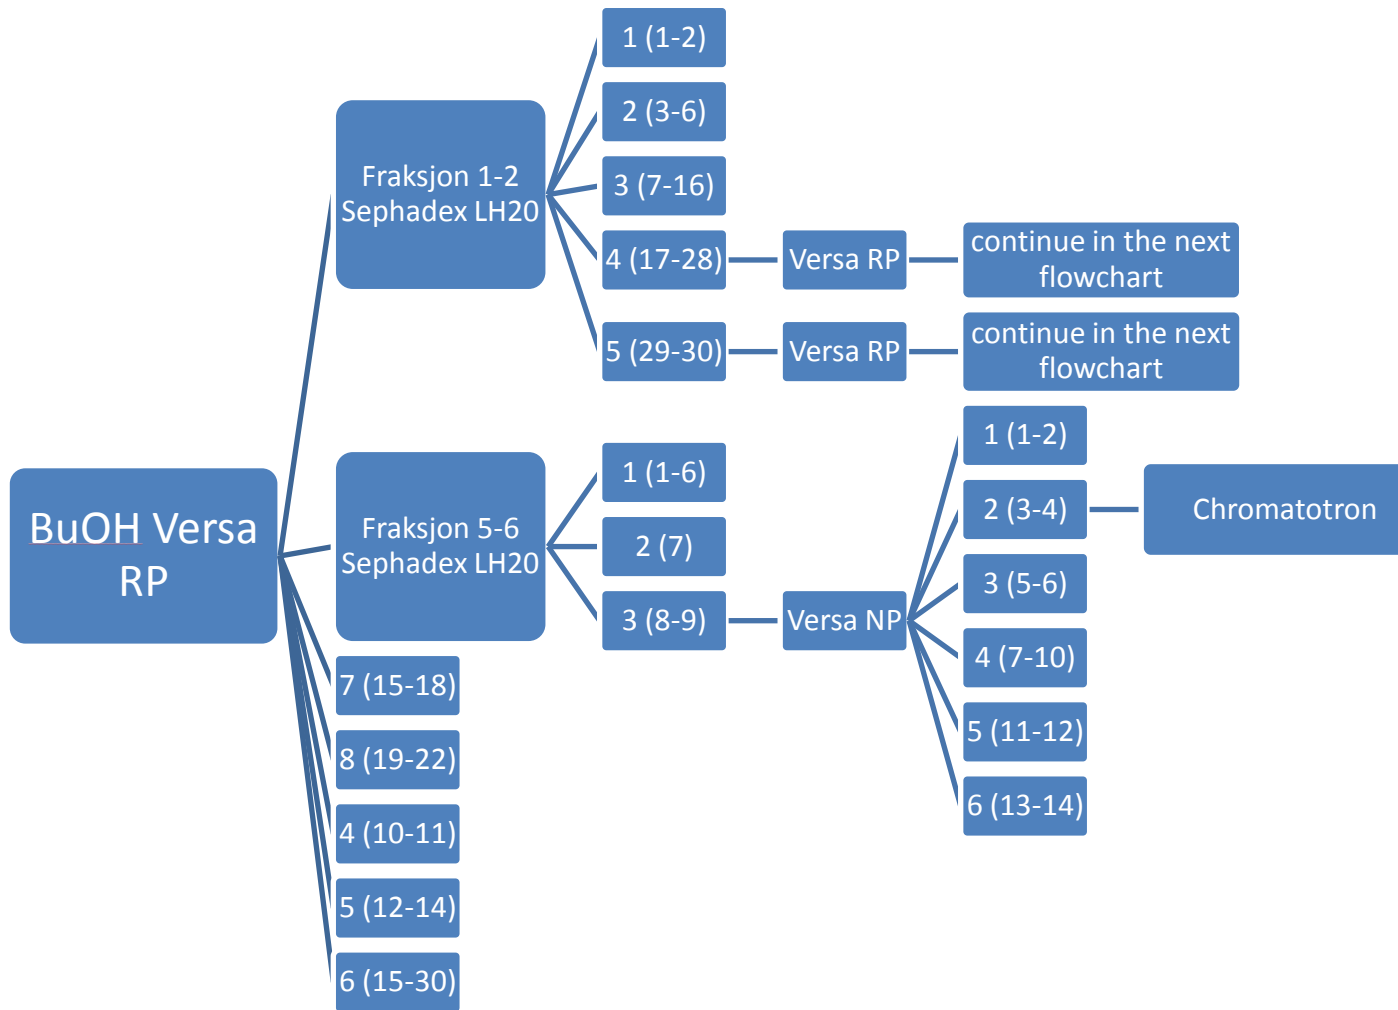 BuOH Versa
RP
Fraksjon 1-2
Sephadex LH20
1 (1-2)
2 (3-6)
3 (7-16)
4 (17-28)
Versa RP
continue in the next
flowchart
5 (29-30)
Versa RP
continue in the next
flowchart
Fraksjon 5-6
Sephadex LH20
1 (1-6)
2 (7)
3 (8-9)
Versa NP
1 (1-2)
2 (3-4)
Chromatotron
3 (5-6)
4 (7-10)
5 (11-12)
6 (13-14)
7 (15-18)
8 (19-22)
4 (10-11)
5 (12-14)
6 (15-30)